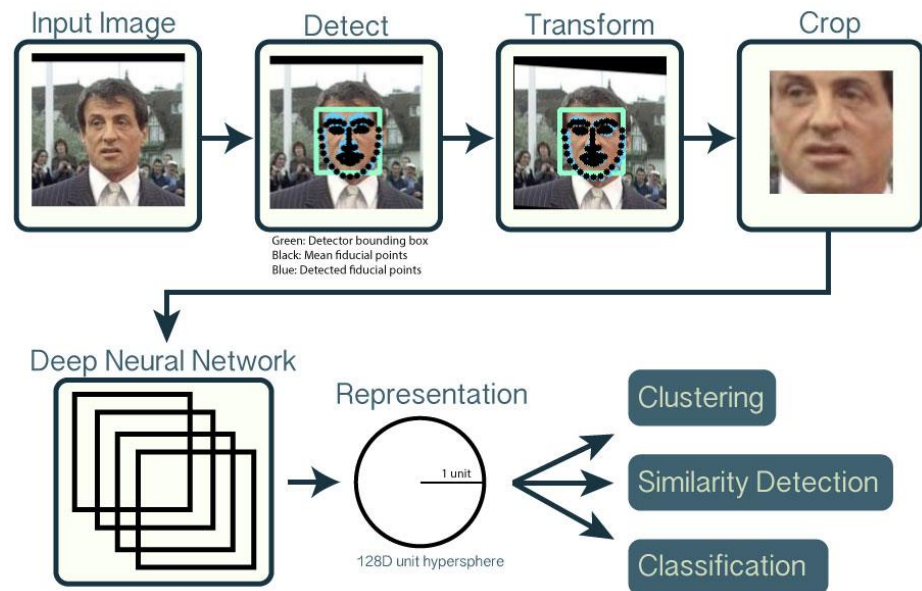 Input Image
Detect
Transform
Crop
Green: Detector bounding box
Black: Mean fiducial points
Blue: Detected fiducial points
Deep Neural Network
Representation
1 unit
128D unit hypersphere
Clustering
Similarity Detection
Classification